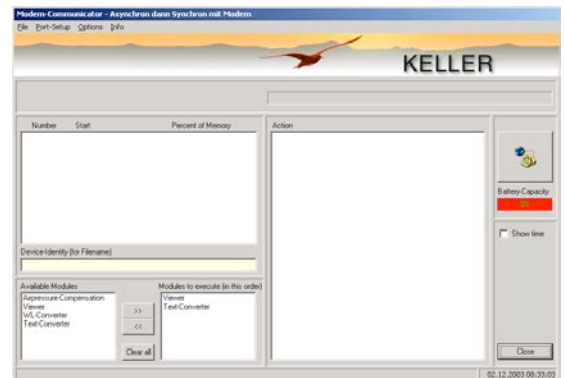 Modem-Communicator - Asynchron dann Synchron mit Modem
File Port-Setup Options Info
KELLER
Number Start Percent of Memory
Action
Battery-Capacity
0%
Show time
Device-Identity (for Filename)
Available Modules
Modules to execute (in this order)
Airpressure-Compensation
Viewer
WL-Converter
Text-Converter
>>
<<
Clear all
Viewer
Text-Converter
Close
02.12.2003 08:33:03